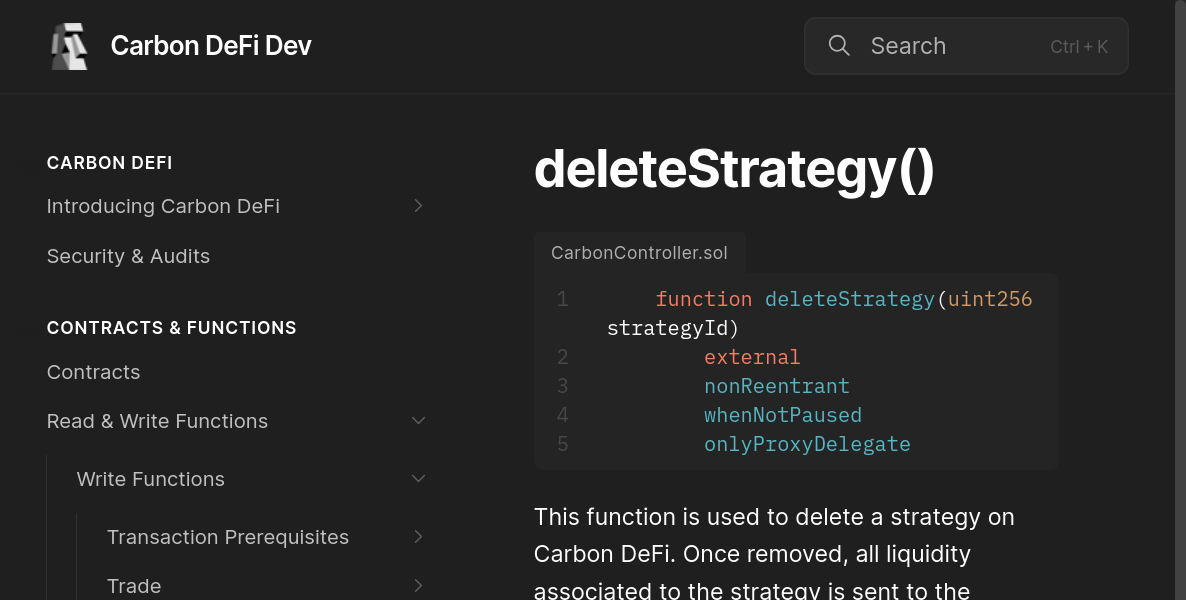 Carbon DeFi Dev
Search
Ctrl + K
CARBON DEFI
Introducing Carbon DeFi
Security & Audits
CONTRACTS & FUNCTIONS
Contracts
Read & Write Functions
Write Functions
Transaction Prerequisites
Trade
deleteStrategy()
CarbonController.sol
1 function deleteStrategy(uint256
strategyId)
2 external
3 nonReentrant
4 whenNotPaused
5 onlyProxyDelegate
This function is used to delete a strategy on
Carbon DeFi. Once removed, all liquidity
associated to the strategy is sent to the